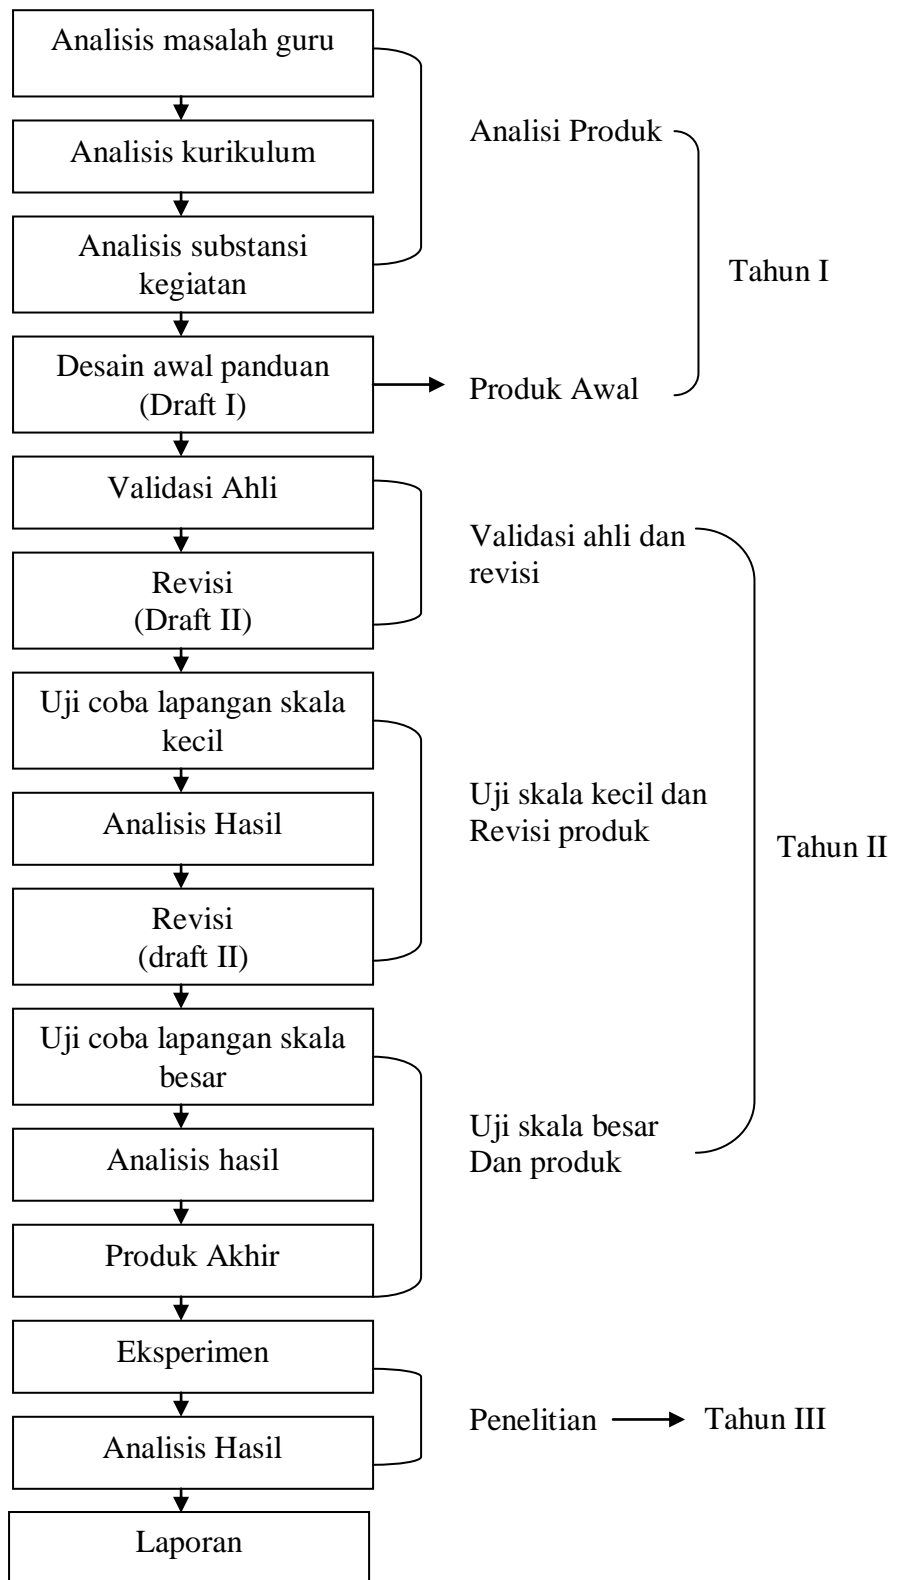 Analisis masalah guru
Analisi Produk
Analisis kurikulum
Analisis substansi
kegiatan
Tahun I
Desain awal panduan
(Draft I)
Produk Awal
Validasi Ahli
Validasi ahli dan
revisi
Revisi
(Draft II)
Uji coba lapangan skala
kecil
Uji skala kecil dan
Revisi produk
Analisis Hasil
Tahun II
Revisi
(draft II)
Uji coba lapangan skala
besar
Uji skala besar
Dan produk
Analisis hasil
Produk Akhir
Eksperimen
Penelitian
Tahun III
Analisis Hasil
Laporan